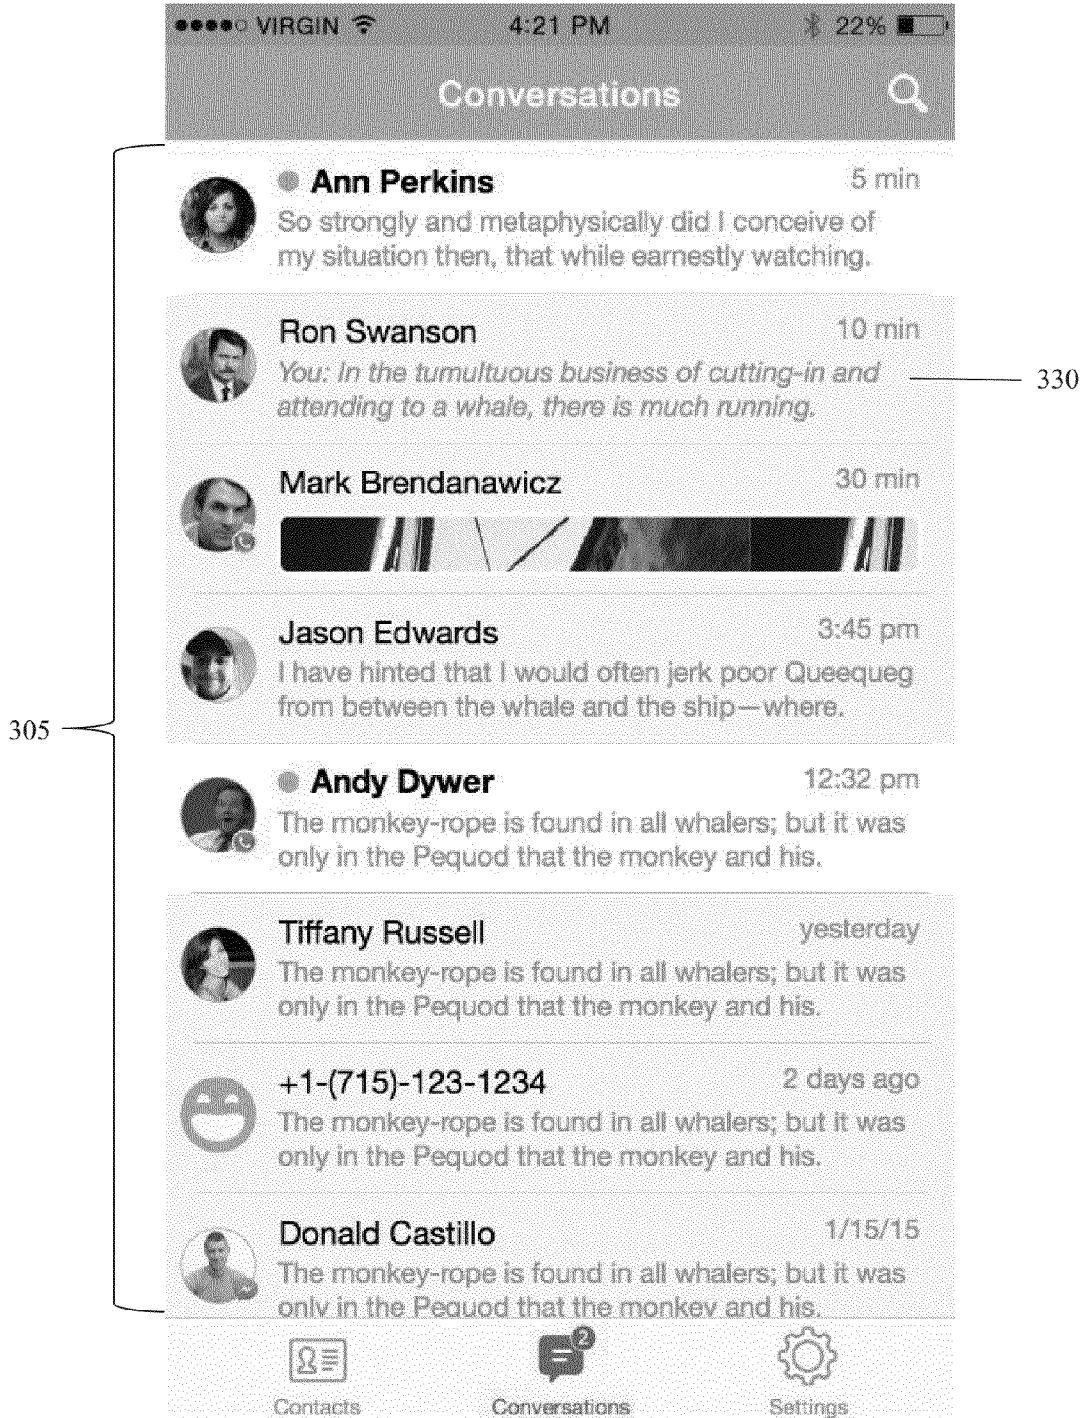 VIRGIN 4:21 PM 22%
Conversations
Ann Perkins 5 min
So strongly and metaphysically did I conceive of
my situation then, that while earnestly watching.
Ron Swanson 10 min
You: In the tumultuous business of cutting-in and
attending to a whale, there is much running.
330
Mark Brendanawicz 30 min
Jason Edwards 3:45 pm
I have hinted that I would often jerk poor Queequeg
from between the whale and the ship—where.
305
Andy Dywer 12:32 pm
The monkey-rope is found in all whalers; but it was
only in the Pequod that the monkey and his.
Tiffany Russell yesterday
The monkey-rope is found in all whalers; but it was
only in the Pequod that the monkey and his.
+1-(715)-123-1234 2 days ago
The monkey-rope is found in all whalers; but it was
only in the Pequod that the monkey and his.
Donald Castillo 1/15/15
The monkey-rope is found in all whalers; but it was
only in the Pequod that the monkey and his.
2
Contacts Conversations Settings